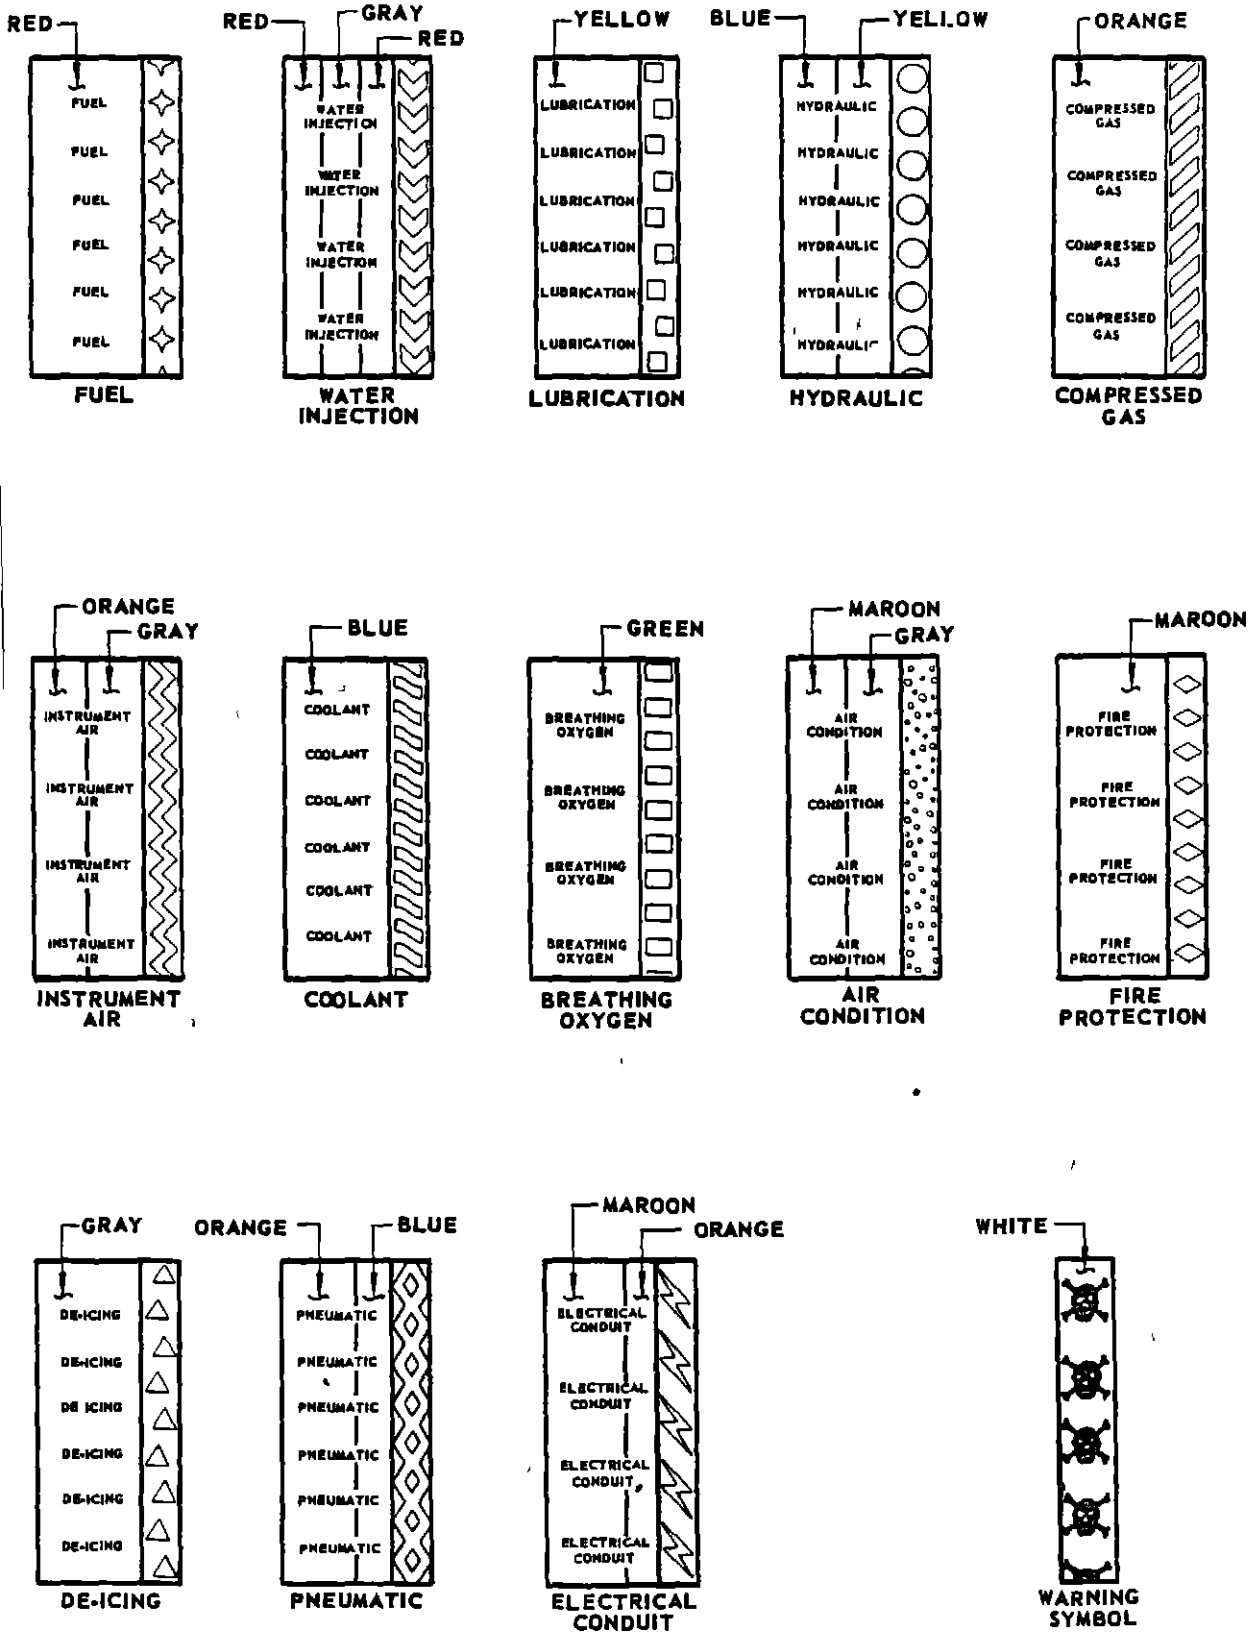 RED
FUEL
FUEL
FUEL
FUEL
FUEL
FUEL
FUEL
RED
GRAY
RED
WATER
INJECTION
WATER
INJECTION
WATER
INJECTION
WATER
INJECTION
WATER
INJECTION
YELLOW
LUBRICATION
LUBRICATION
LUBRICATION
LUBRICATION
LUBRICATION
LUBRICATION
LUBRICATION
BLUE
YELLOW
HYDRAULIC
HYDRAULIC
HYDRAULIC
HYDRAULIC
HYDRAULIC
HYDRAULIC
HYDRAULIC
ORANGE
COMPRESSED
GAS
COMPRESSED
GAS
COMPRESSED
GAS
COMPRESSED
GAS
COMPRESSED
GAS
ORANGE
GRAY
INSTRUMENT
AIR
INSTRUMENT
AIR
INSTRUMENT
AIR
INSTRUMENT
AIR
INSTRUMENT
AIR
BLUE
COOLANT
COOLANT
COOLANT
COOLANT
COOLANT
COOLANT
COOLANT
GREEN
BREATHING
OXYGEN
BREATHING
OXYGEN
BREATHING
OXYGEN
BREATHING
OXYGEN
BREATHING
OXYGEN
MAROON
GRAY
AIR
CONDITION
AIR
CONDITION
AIR
CONDITION
AIR
CONDITION
AIR
CONDITION
MAROON
FIRE
PROTECTION
FIRE
PROTECTION
FIRE
PROTECTION
FIRE
PROTECTION
FIRE
PROTECTION
GRAY
DE-ICING
DE-ICING
DE ICING
DE-ICING
DE-ICING
DE-ICING
DE-ICING
ORANGE
BLUE
PNEUMATIC
PNEUMATIC
PNEUMATIC
PNEUMATIC
PNEUMATIC
PNEUMATIC
PNEUMATIC
MAROON
ORANGE
ELECTRICAL
CONDUIT
ELECTRICAL
CONDUIT
ELECTRICAL
CONDUIT
ELECTRICAL
CONDUIT
ELECTRICAL
CONDUIT
WHITE
WARNING
SYMBOL